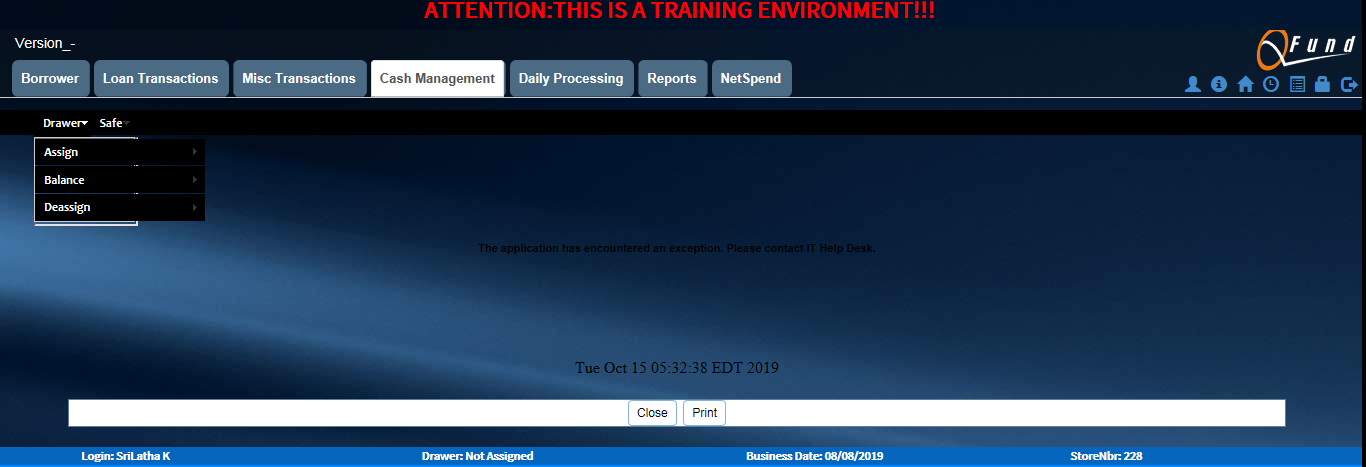 ATTENTION:THIS IS A TRAINING ENVIRONMENT!!!
Version_-
QFund
Borrower Loan Transactions Misc Transactions Cash Management Daily Processing Reports NetSpend
Drawer Safe
Assign
Balance
Deassign
The application has encountered an exception. Please contact IT Help Desk.
Tue Oct 15 05:32:38 EDT 2019
Close Print
Login: SriLatha K Drawer: Not Assigned Business Date: 08/08/2019 StoreNbr: 228